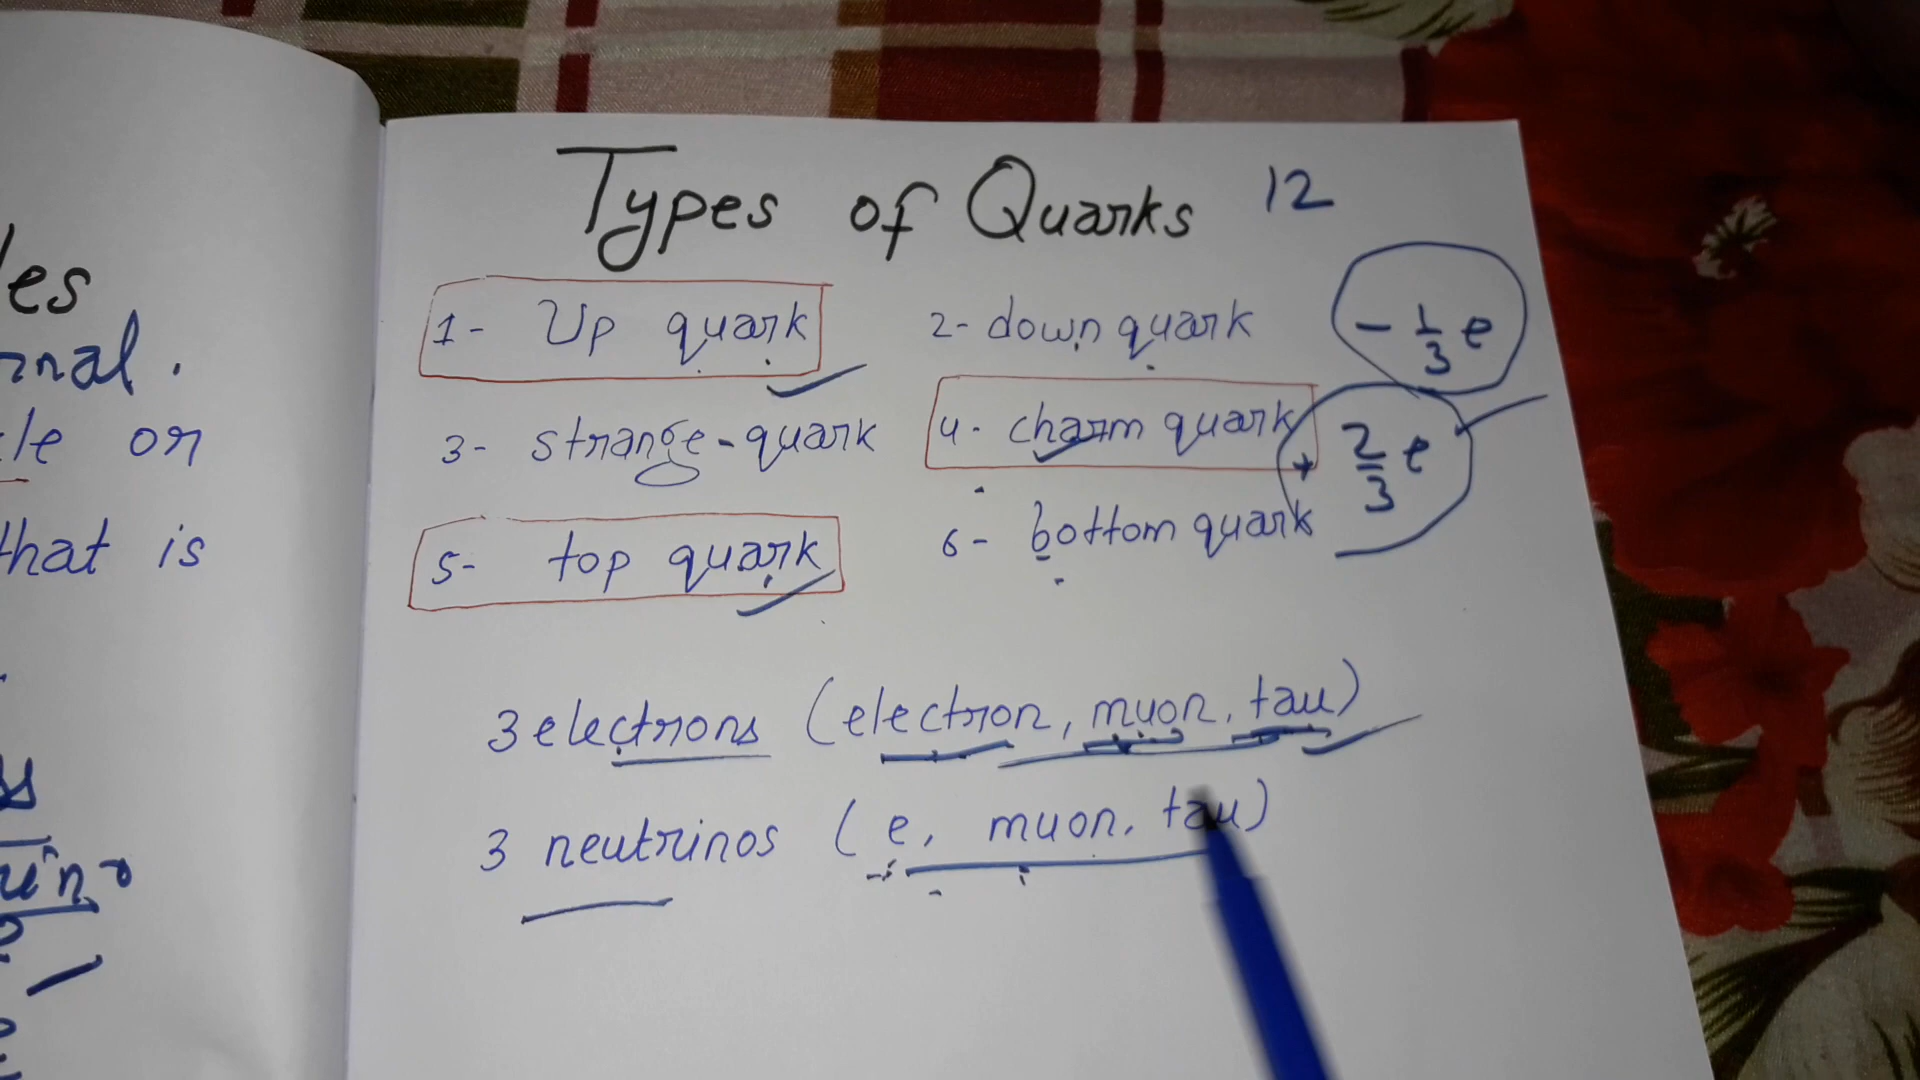 es
nal.
le or
that is
Types of Quarks 12
1- Up quark 2- down quark - 1/3 e
3- strange-quark 4- charm quark + 2/3 e
5- top quark 6- bottom quark
3 electrons (electron, muon, tau)
3 neutrinos (e, muon, tau)